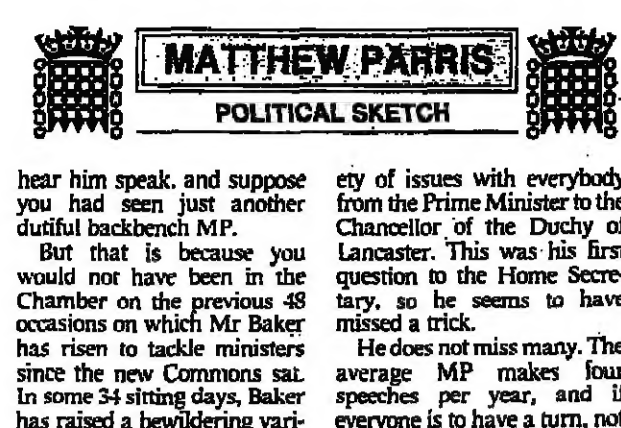 MATTHEW PARRIS
POLITICAL SKETCH
hear him speak, and suppose
you had seen just another
dutiful backbench MP.
But that is because you
would not have been in the
Chamber on the previous 48
occasions on which Mr Baker
has risen to tackle ministers
since the new Commons sat.
In some 34 sitting days, Baker
has raised a bewildering vari-
ety of issues with everybody
from the Prime Minister to the
Chancellor of the Duchy of
Lancaster. This was his first
question to the Home Secre-
tary, so he seems to have
missed a trick.
He does not miss many. The
average MP makes four
speeches per year, and if
everyone is to have a turn, not